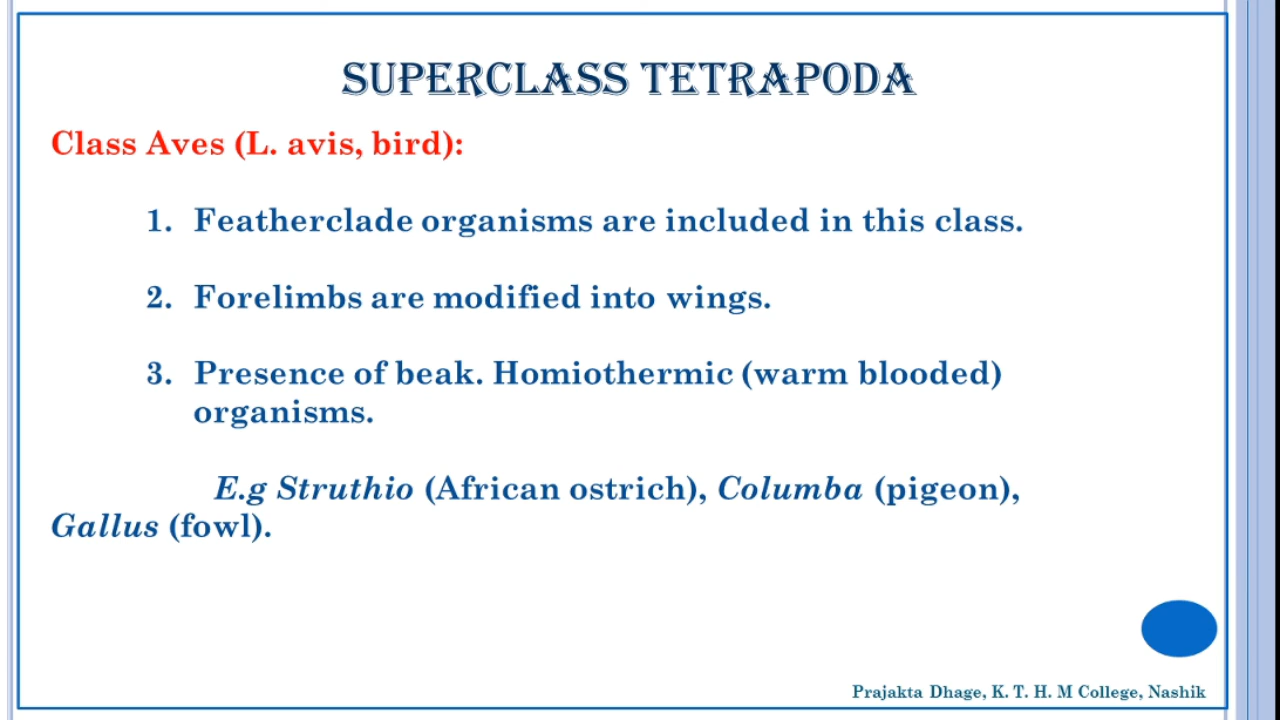 SUPERCLASS TETRAPODA
Class Aves (L. avis, bird):
1. Featherclade organisms are included in this class.
2. Forelimbs are modified into wings.
3. Presence of beak. Homiothermic (warm blooded)
organisms.
E.g Struthio (African ostrich), Columba (pigeon),
Gallus (fowl).
Prajakta Dhage, K. T. H. M College, Nashik